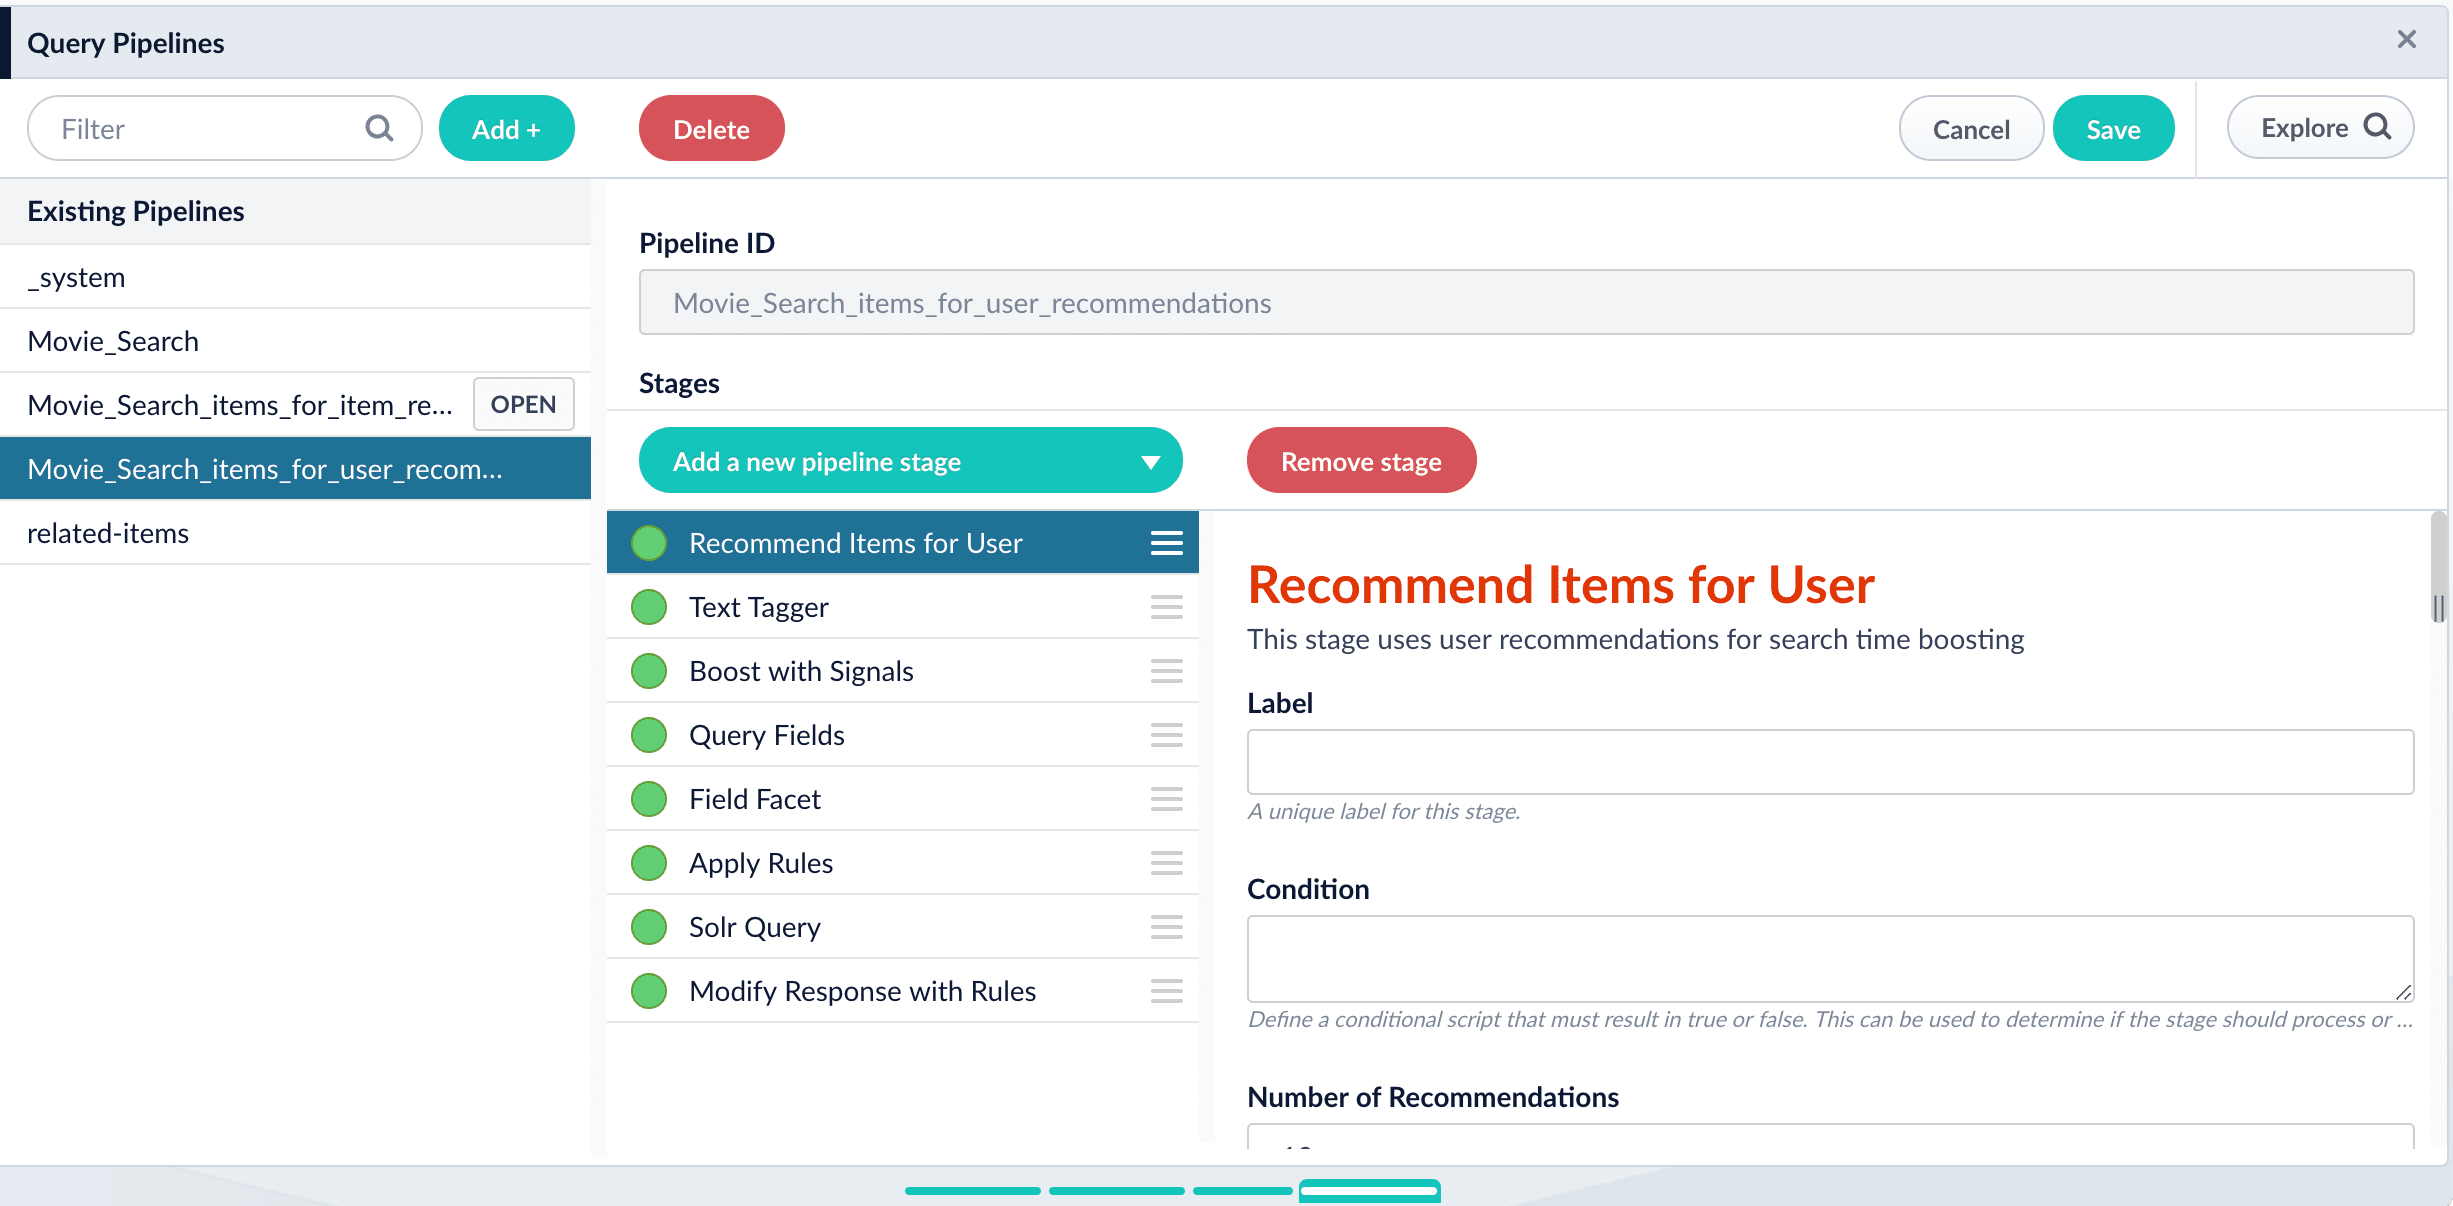 Query Pipelines
Filter
Add +
Delete
Cancel
Save
Explore
Existing Pipelines
_system
Movie_Search
Movie_Search_items_for_item_re...
OPEN
Movie_Search_items_for_user_recom...
related-items
Pipeline ID
Movie_Search_items_for_user_recommendations
Stages
Add a new pipeline stage
Remove stage
Recommend Items for User
Text Tagger
Boost with Signals
Query Fields
Field Facet
Apply Rules
Solr Query
Modify Response with Rules
Recommend Items for User
This stage uses user recommendations for search time boosting
Label
A unique label for this stage.
Condition
Define a conditional script that must result in true or false. This can be used to determine if the stage should process or ...
Number of Recommendations